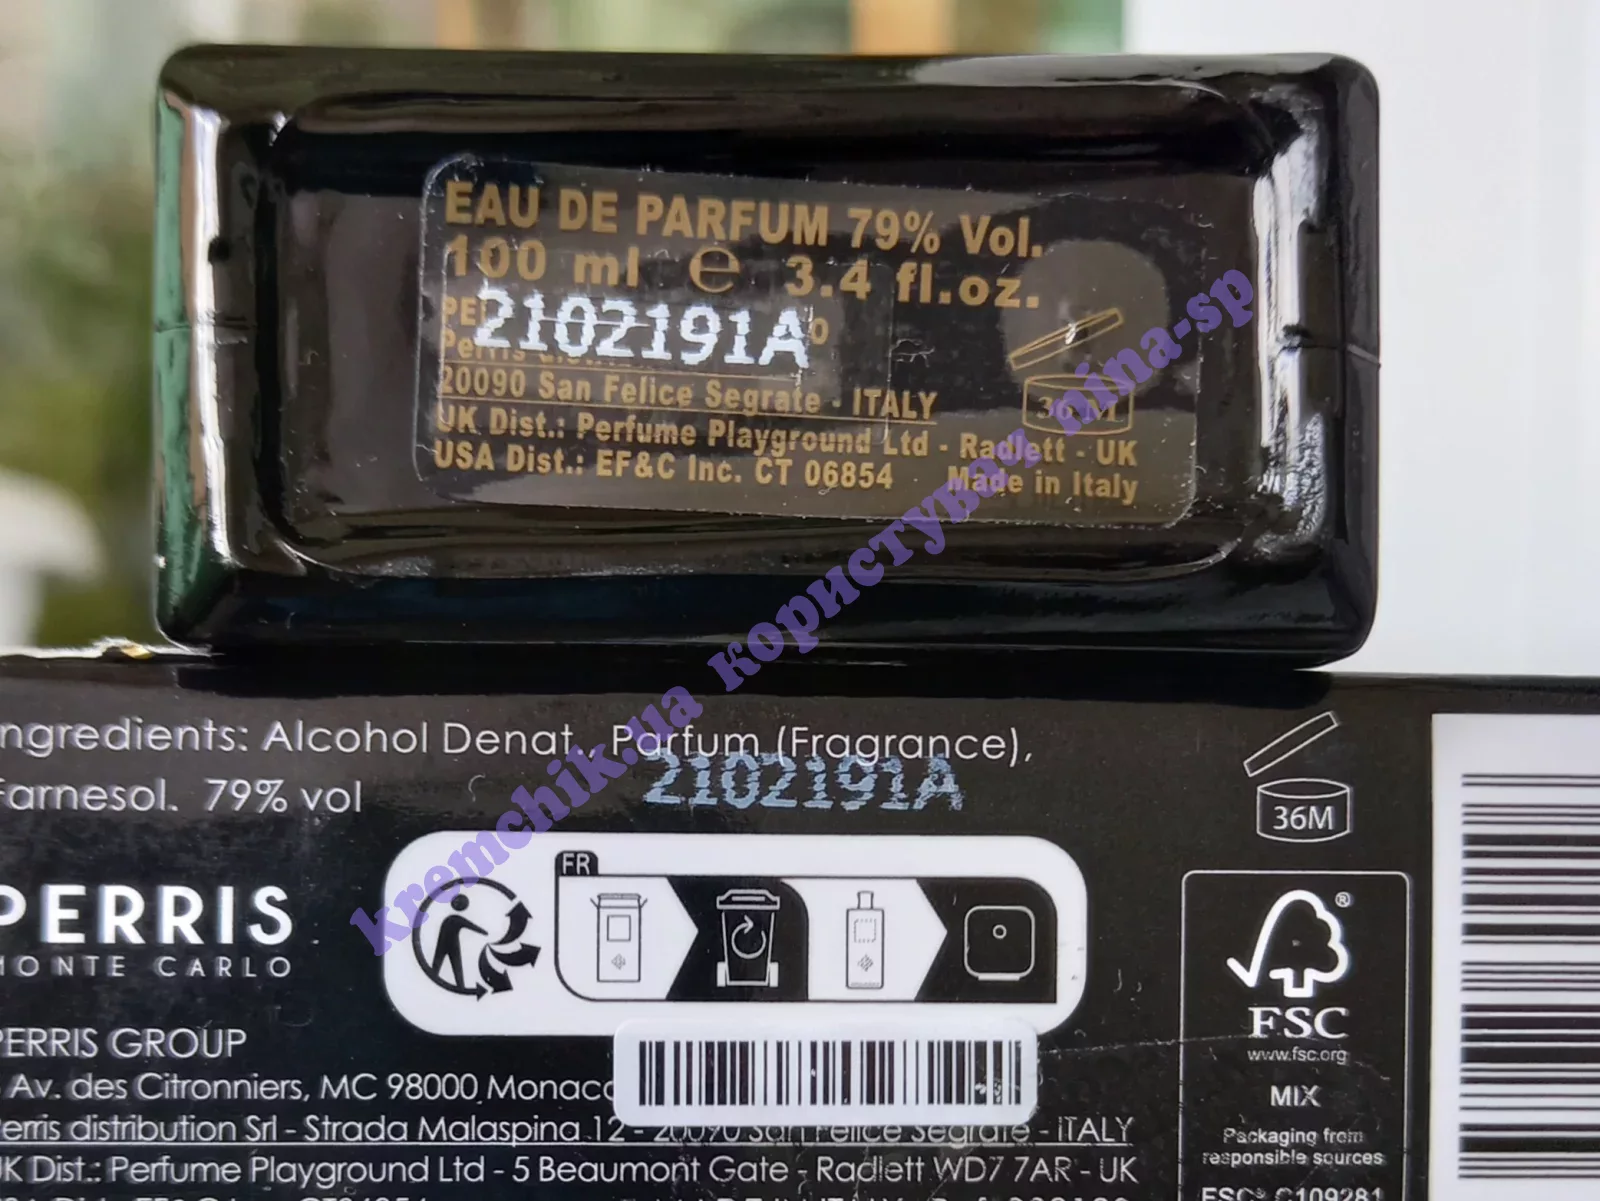 EAU DE PARFUM 79% Vol.
100 ml e 3.4 fl.oz.
2102191A
20090 San Felice Segrate - ITALY
UK Dist.: Perfume Playground Ltd - Radlett - UK
USA Dist.: EF&C Inc. CT 06854 Made in Italy
36 M
kremchik.ua користувач nina-sp
ngredients: Alcohol Denat., Parfum (Fragrance),
Farnesol. 79% vol
2102191A
36M
FR
PERRIS
MONTE CARLO
PERRIS GROUP
Av. des Citronniers, MC 98000 Monaco
Perris distribution Srl - Strada Malaspina 12 - 20090 San Felice Segrate - ITALY
UK Dist.: Perfume Playground Ltd - 5 Beaumont Gate - Radlett WD7 7AR - UK
®
FSC
www.fsc.org
MIX
Packaging from
responsible sources
FSC® C109281